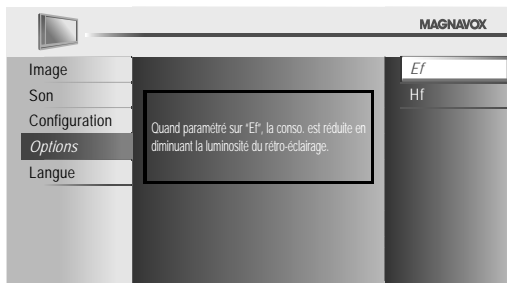 MAGNAVOX
Image
Son
Configuration
Options
Langue
Quand paramétré sur “Ef”, la conso. est réduite en
diminuant la luminosité du rétro-éclairage.
Ef
Hf